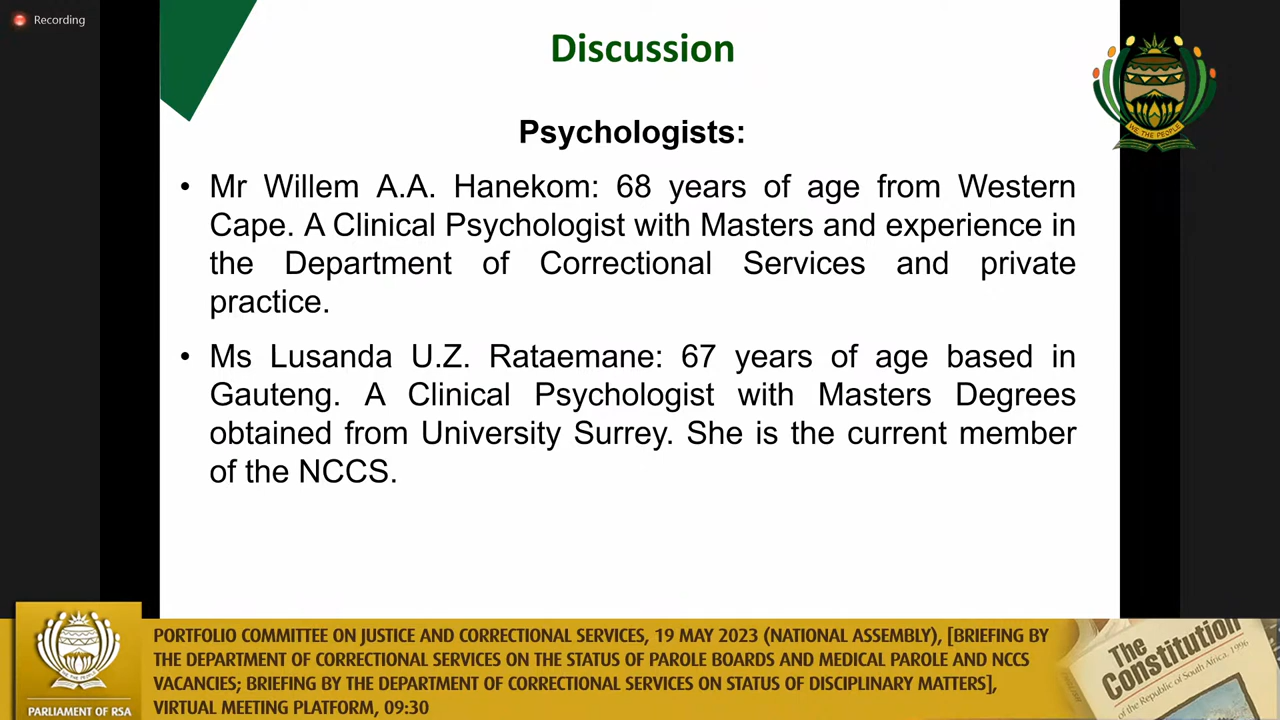 Recording
Discussion
WE, THE PEOPLE
Psychologists:
• Mr Willem A.A. Hanekom: 68 years of age from Western
Cape. A Clinical Psychologist with Masters and experience in
the Department of Correctional Services and private
practice.
• Ms Lusanda U.Z. Rataemane: 67 years of age based in
Gauteng. A Clinical Psychologist with Masters Degrees
obtained from University Surrey. She is the current member
of the NCCS.
PARLIAMENT OF RSA
PORTFOLIO COMMITTEE ON JUSTICE AND CORRECTIONAL SERVICES, 19 MAY 2023 (NATIONAL ASSEMBLY), [BRIEFING BY
THE DEPARTMENT OF CORRECTIONAL SERVICES ON THE STATUS OF PAROLE BOARDS AND MEDICAL PAROLE AND NCCS
VACANCIES; BRIEFING BY THE DEPARTMENT OF CORRECTIONAL SERVICES ON STATUS OF DISCIPLINARY MATTERS],
VIRTUAL MEETING PLATFORM, 09:30
The
Constitution
of the Republic of South Africa, 1996